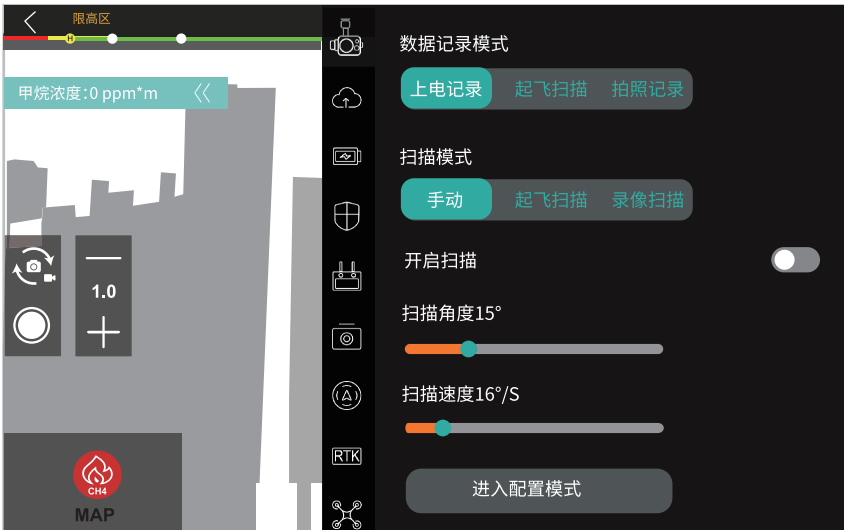 限高区
H
甲烷浓度:0 ppm*m
1.0
CH4
MAP
RTK
数据记录模式
上电记录 起飞扫描 拍照记录
扫描模式
手动 起飞扫描 录像扫描
开启扫描
扫描角度15°
扫描速度16°/S
进入配置模式